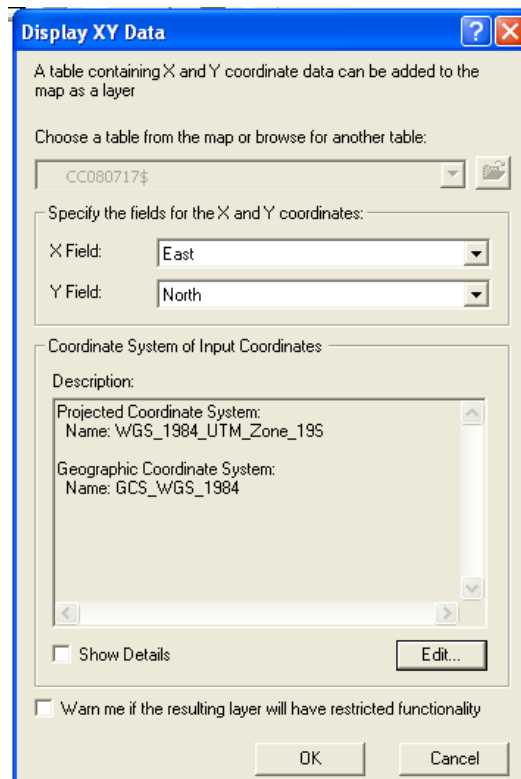 Display XY Data
A table containing X and Y coordinate data can be added to the
map as a layer
Choose a table from the map or browse for another table:
CC080717$
Specify the fields for the X and Y coordinates:
X Field:
East
Y Field:
North
Coordinate System of Input Coordinates
Description:
Projected Coordinate System:
Name: WGS_1984_UTM_Zone_19S
Geographic Coordinate System:
Name: GCS_WGS_1984
Show Details
Edit...
Warn me if the resulting layer will have restricted functionality
OK
Cancel